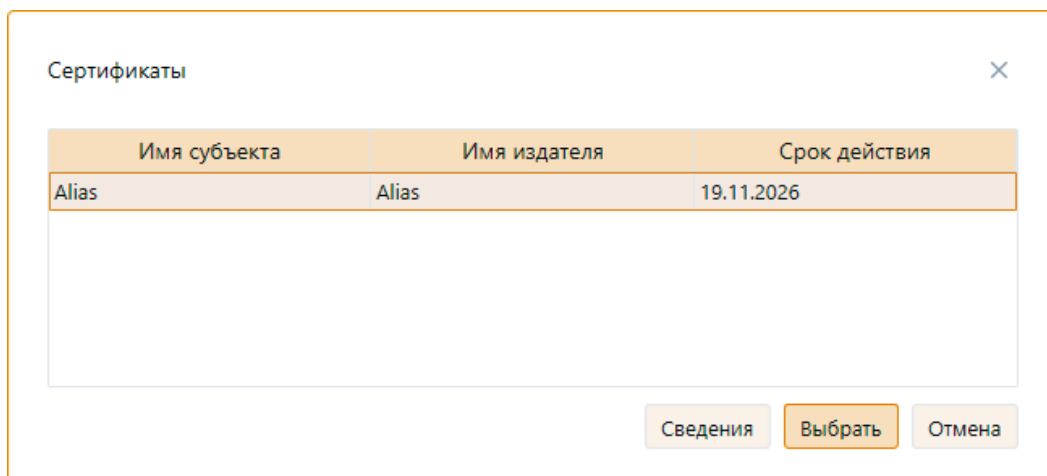 Сертификаты
Имя субъекта Имя издателя Срок действия
Alias Alias 19.11.2026
Сведения Выбрать Отмена